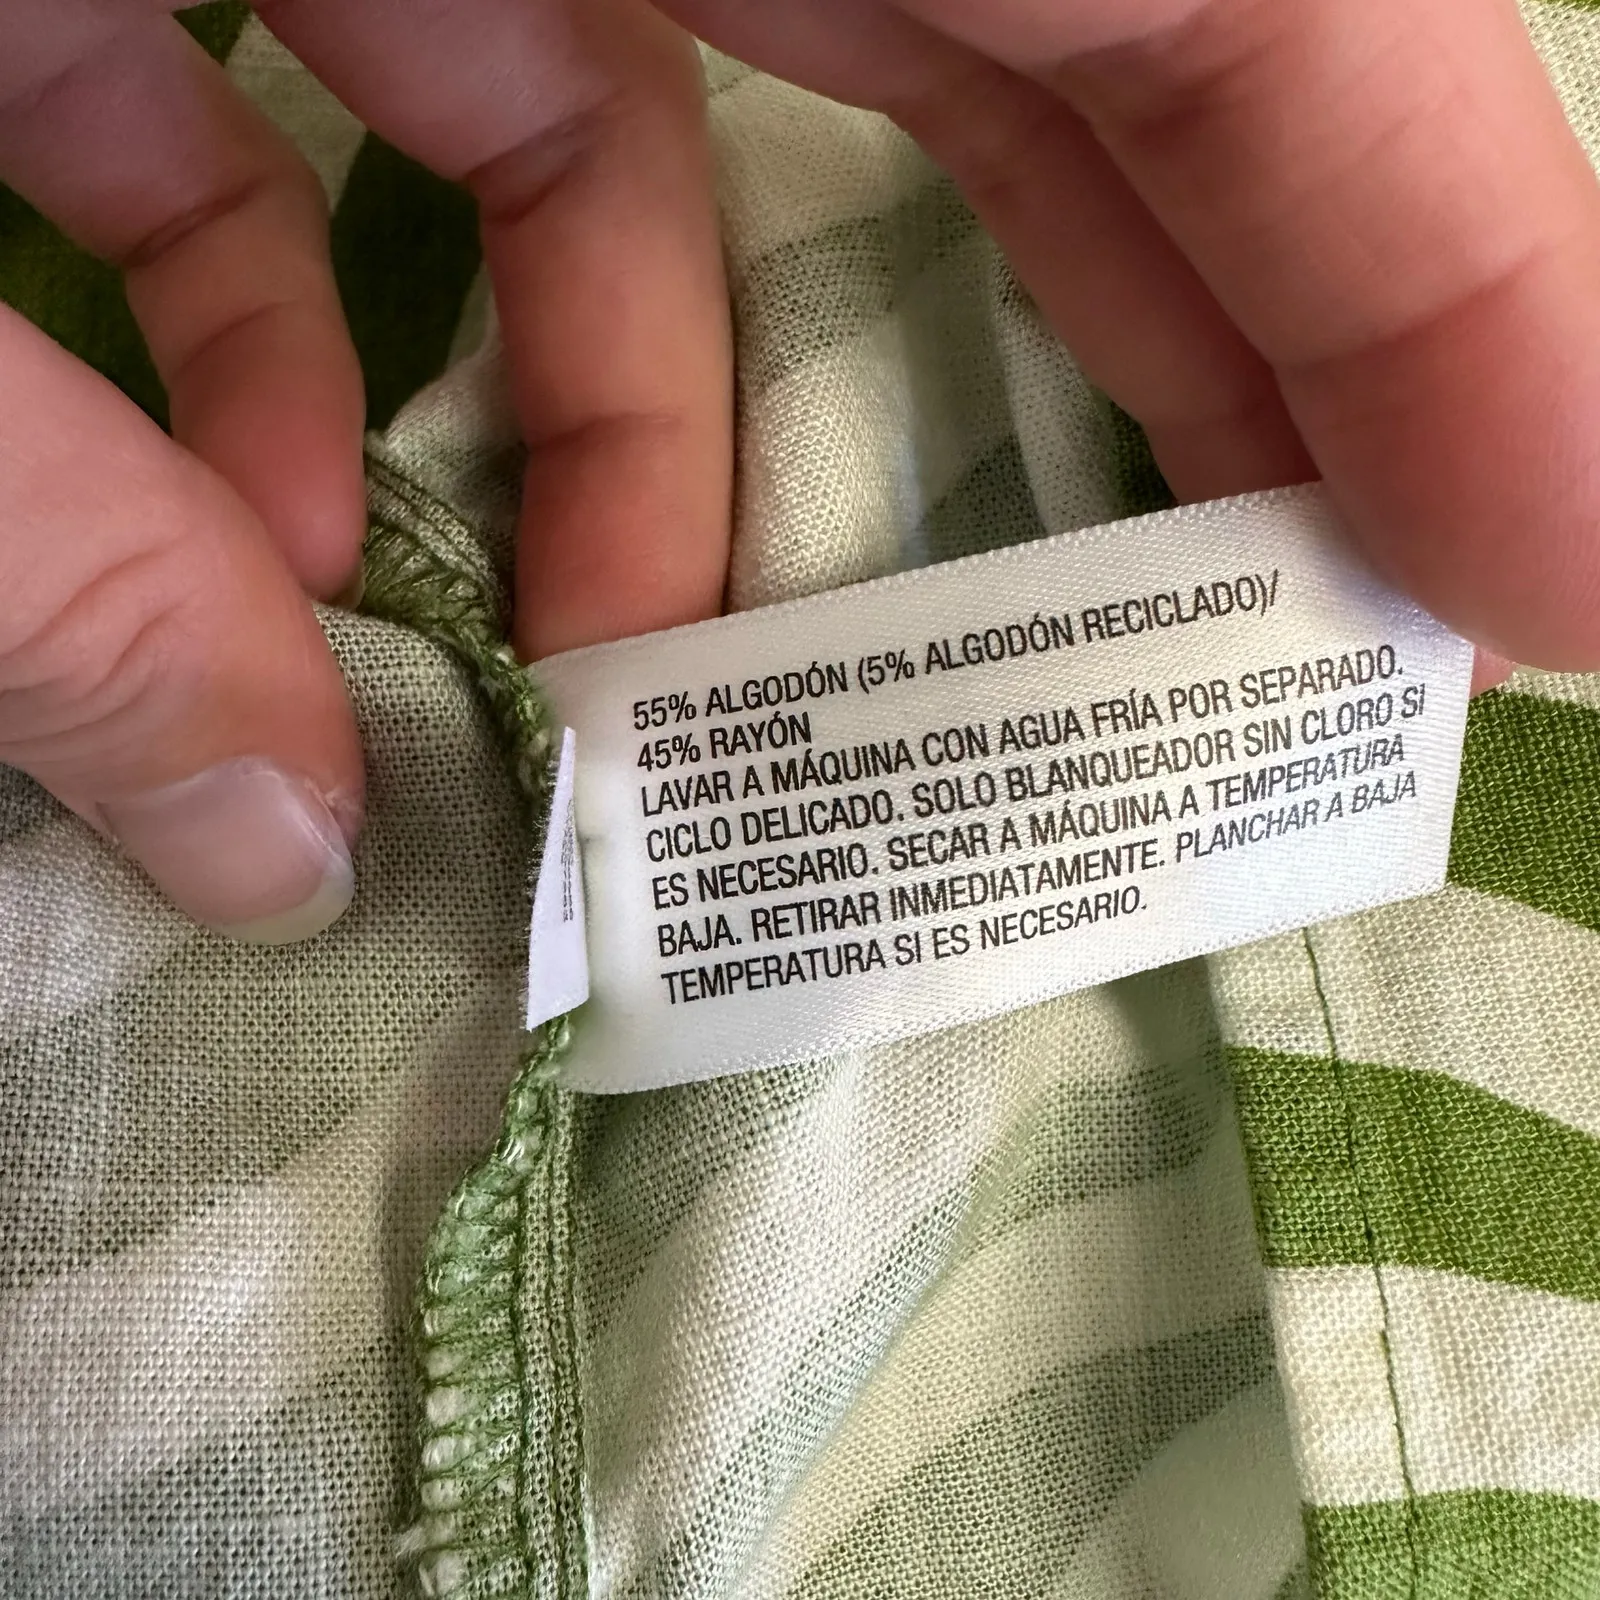 55% ALGODÓN (5% ALGODÓN RECICLADO)/
45% RAYÓN
LAVAR A MÁQUINA CON AGUA FRÍA POR SEPARADO.
CICLO DELICADO. SOLO BLANQUEADOR SIN CLORO SI
ES NECESARIO. SECAR A MÁQUINA A TEMPERATURA
BAJA. RETIRAR INMEDIATAMENTE. PLANCHAR A BAJA
TEMPERATURA SI ES NECESARIO.